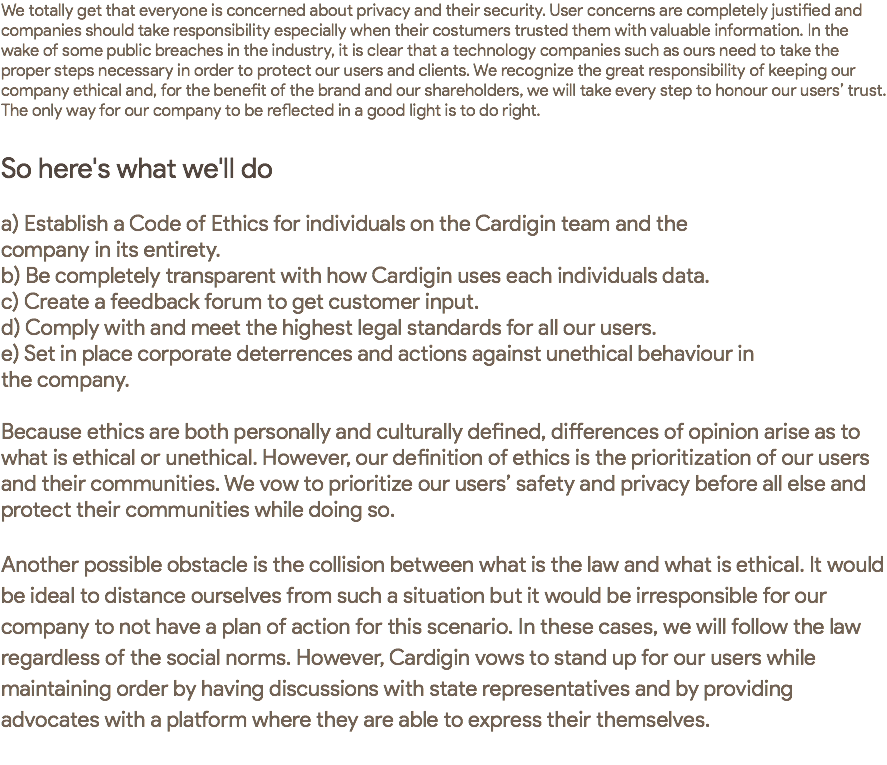 We totally get that everyone is concerned about privacy and their security. User concerns are completely justified and
companies should take responsibility especially when their costumers trusted them with valuable information. In the
wake of some public breaches in the industry, it is clear that a technology companies such as ours need to take the
proper steps necessary in order to protect our users and clients. We recognize the great responsibility of keeping our
company ethical and, for the benefit of the brand and our shareholders, we will take every step to honour our users’ trust.
The only way for our company to be reflected in a good light is to do right.
So here's what we'll do
a) Establish a Code of Ethics for individuals on the Cardigin team and the
company in its entirety.
b) Be completely transparent with how Cardigin uses each individuals data.
c) Create a feedback forum to get customer input.
d) Comply with and meet the highest legal standards for all our users.
e) Set in place corporate deterrences and actions against unethical behaviour in
the company.
Because ethics are both personally and culturally defined, differences of opinion arise as to
what is ethical or unethical. However, our definition of ethics is the prioritization of our users
and their communities. We vow to prioritize our users’ safety and privacy before all else and
protect their communities while doing so.
Another possible obstacle is the collision between what is the law and what is ethical. It would
be ideal to distance ourselves from such a situation but it would be irresponsible for our
company to not have a plan of action for this scenario. In these cases, we will follow the law
regardless of the social norms. However, Cardigin vows to stand up for our users while
maintaining order by having discussions with state representatives and by providing
advocates with a platform where they are able to express their themselves.